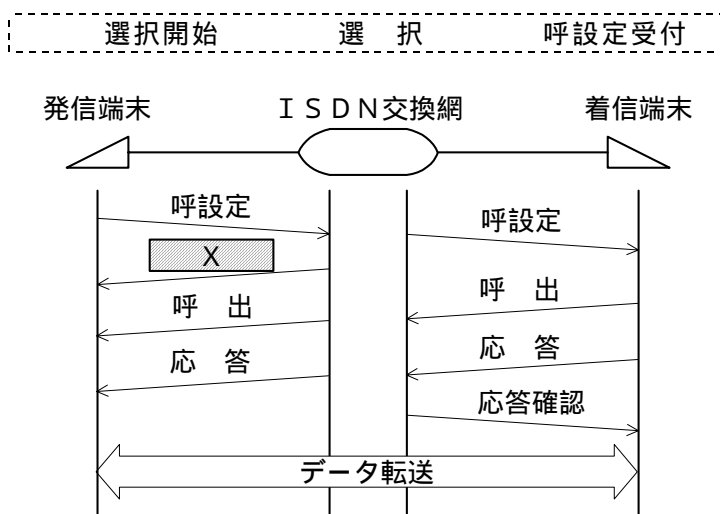 選択開始 選 択 呼設定受付
発信端末 ISDN交換網 着信端末
呼設定 呼設定
X
呼 出 呼 出
応 答 応 答
応答確認
データ転送